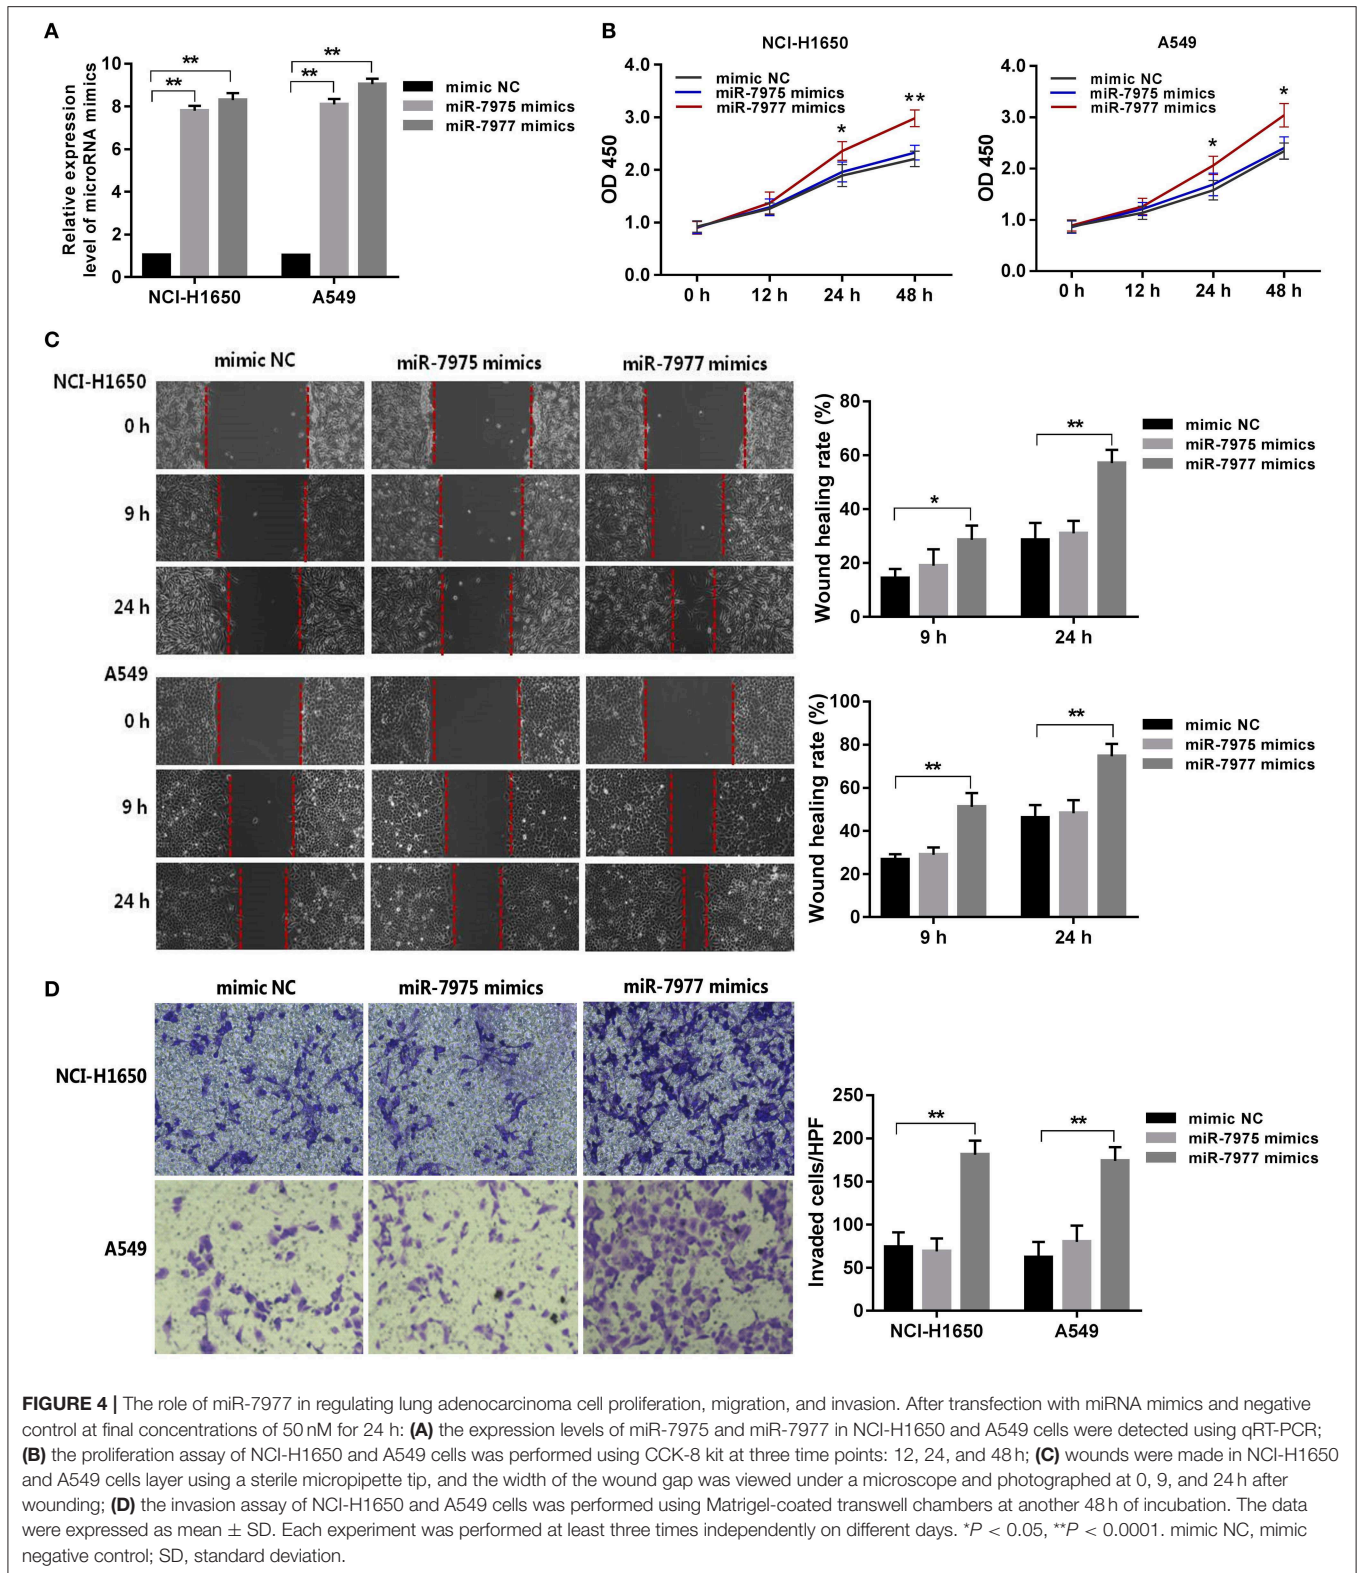 A
Relative expression
level of microRNA mimics
10
8
6
4
2
0
**
**
**
**
NCI-H1650
A549
mimic NC
miR-7975 mimics
miR-7977 mimics
B
NCI-H1650
OD 450
4.0
3.0
2.0
1.0
0.0
mimic NC
miR-7975 mimics
miR-7977 mimics
*
**
0 h
12 h
24 h
48 h
A549
OD 450
4.0
3.0
2.0
1.0
0.0
mimic NC
miR-7975 mimics
miR-7977 mimics
*
*
0 h
12 h
24 h
48 h
C
mimic NC
miR-7975 mimics
miR-7977 mimics
NCI-H1650
0 h
9 h
24 h
A549
0 h
9 h
24 h
Wound healing rate (%)
80
60
40
20
0
*
**
9 h
24 h
mimic NC
miR-7975 mimics
miR-7977 mimics
Wound healing rate (%)
100
80
60
40
20
0
**
**
9 h
24 h
mimic NC
miR-7975 mimics
miR-7977 mimics
D
mimic NC
miR-7975 mimics
miR-7977 mimics
NCI-H1650
A549
Invaded cells/HPF
250
200
150
100
50
0
**
**
NCI-H1650
A549
mimic NC
miR-7975 mimics
miR-7977 mimics
FIGURE 4 | The role of miR-7977 in regulating lung adenocarcinoma cell proliferation, migration, and invasion. After transfection with miRNA mimics and negative
control at final concentrations of 50 nM for 24 h: (A) the expression levels of miR-7975 and miR-7977 in NCI-H1650 and A549 cells were detected using qRT-PCR;
(B) the proliferation assay of NCI-H1650 and A549 cells was performed using CCK-8 kit at three time points: 12, 24, and 48 h; (C) wounds were made in NCI-H1650
and A549 cells layer using a sterile micropipette tip, and the width of the wound gap was viewed under a microscope and photographed at 0, 9, and 24 h after
wounding; (D) the invasion assay of NCI-H1650 and A549 cells was performed using Matrigel-coated transwell chambers at another 48 h of incubation. The data
were expressed as mean ± SD. Each experiment was performed at least three times independently on different days. *P < 0.05, **P < 0.0001. mimic NC, mimic
negative control; SD, standard deviation.